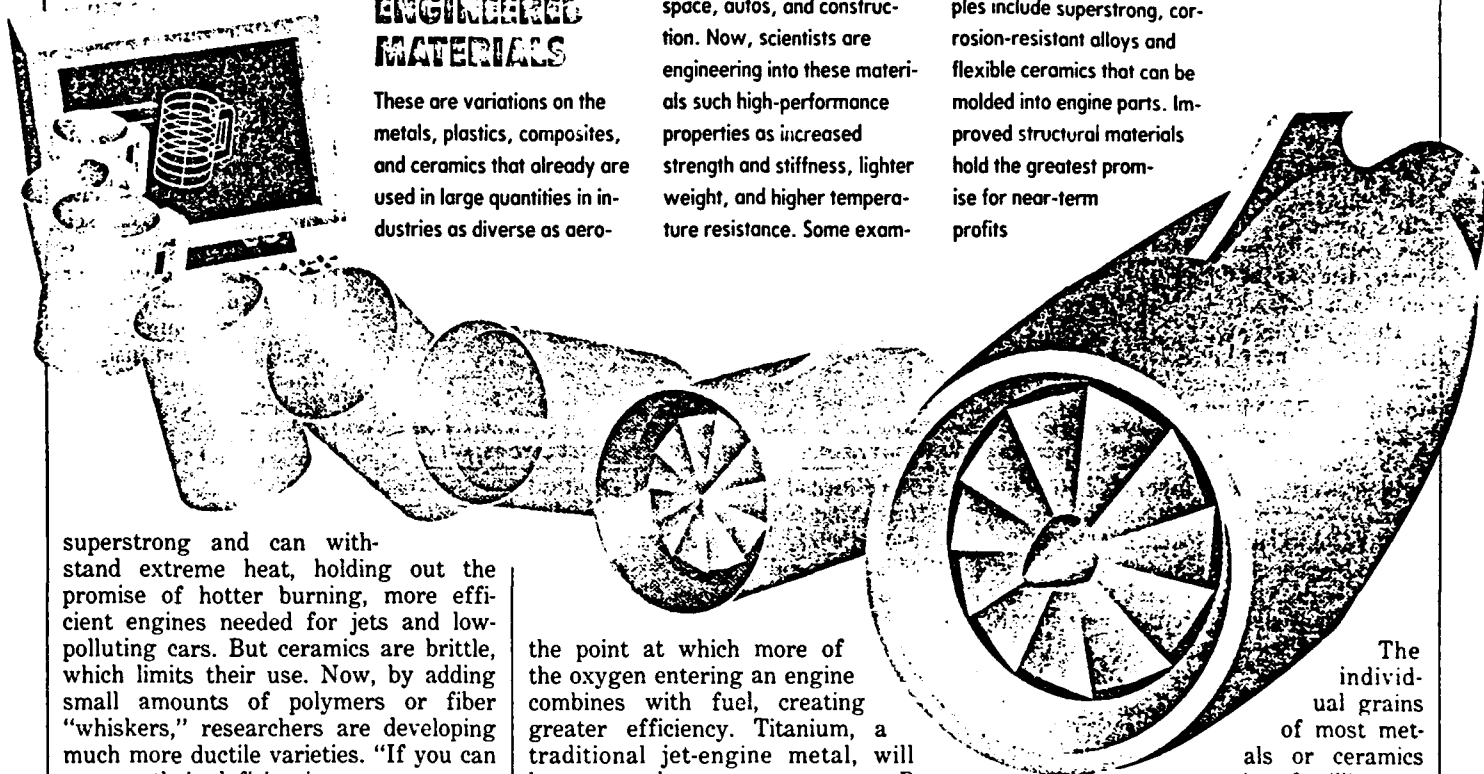 ENGINEERED
MATERIALS
These are variations on the
metals, plastics, composites,
and ceramics that already are
used in large quantities in in-
dustries as diverse as aero-
space, autos, and construc-
tion. Now, scientists are
engineering into these materi-
als such high-performance
properties as increased
strength and stiffness, lighter
weight, and higher tempera-
ture resistance. Some exam-
ples include superstrong, cor-
rosion-resistant alloys and
flexible ceramics that can be
molded into engine parts. Im-
proved structural materials
hold the greatest prom-
ise for near-term
profits
superstrong and can with-
stand extreme heat, holding out the
promise of hotter burning, more effi-
cient engines needed for jets and low-
polluting cars. But ceramics are brittle,
which limits their use. Now, by adding
small amounts of polymers or fiber
"whiskers," researchers are developing
much more ductile varieties. "If you can
the point at which more of
the oxygen entering an engine
combines with fuel, creating
greater efficiency. Titanium, a
traditional jet-engine metal, will
The
individ-
ual grains
of most met-
als or ceramics